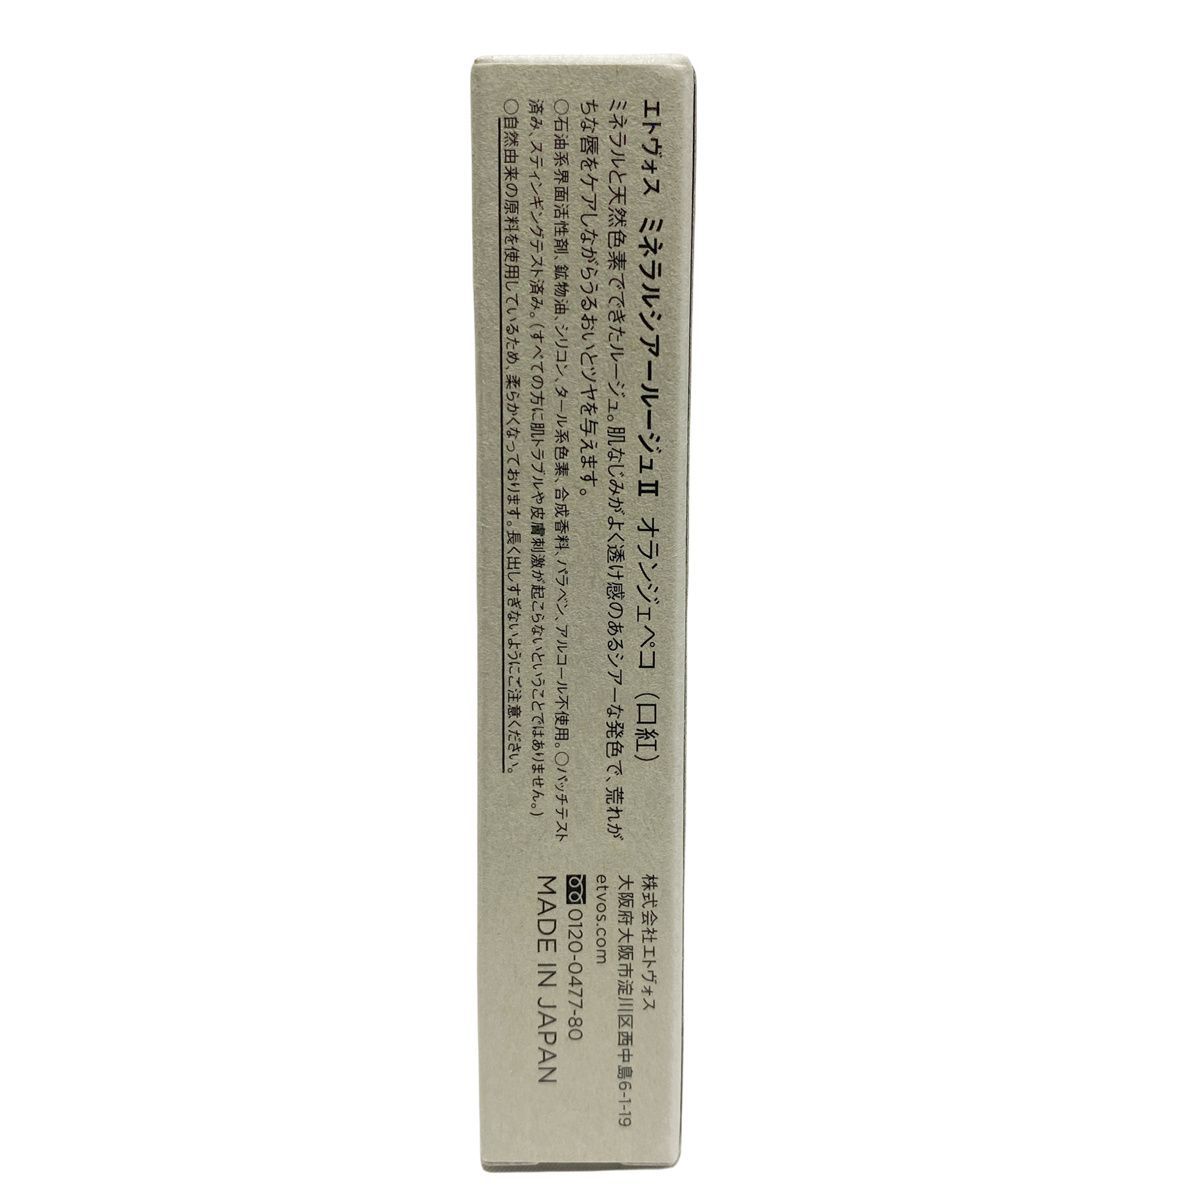 エトヴォス ミネラルシアールージュⅡ オランジェペコ（口紅）
ミネラルと天然色素でできたルージュ。肌なじみがよく透け感のあるシアーな発色で、荒れが
ちな唇をケアしながらうるおいとツヤを与えます。
○石油系界面活性剤、鉱物油、シリコン、タール系色素、合成香料、パラベン、アルコール不使用。○パッチテスト
済み、スティンギングテスト済み。（すべての方に肌トラブルや皮膚刺激が起こらないということではありません。）
○自然由来の原料を使用しているため、柔らかくなっております。長く出しすぎないようにご注意ください。
株式会社エトヴォス
大阪府大阪市淀川区西中島6-1-19
etvos.com
0120-0477-80
MADE IN JAPAN